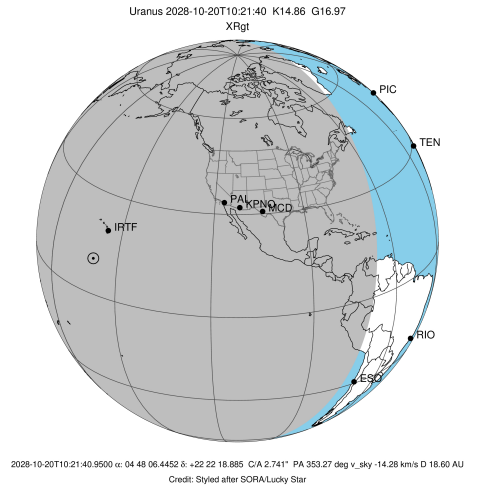 Uranus 2028-10-20T10:21:40 K14.86 G16.97
XRgt
PIC
TEN
PAL
KPNO
MCD
IRTF
RIO
ESO
2028-10-20T10:21:40.9500 α: 04 48 06.4452 δ: +22 22 18.885 C/A 2.741" PA 353.27 deg v_sky -14.28 km/s D 18.60 AU
Credit: Styled after SORA/Lucky Star